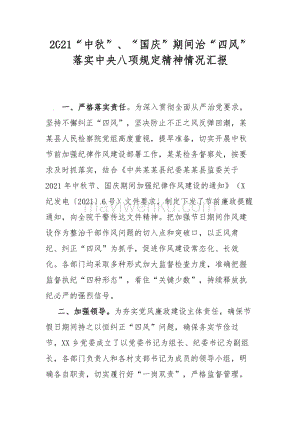 2021“中秋”、“国庆”期间治“四风”
落实中央八项规定精神情况汇报
一、严格落实责任。为深入贯彻全面从严治党要求，
坚持不懈纠正“四风”，坚决防止不正之风反弹回潮，某
某县人民检察院党组高度重视，提早准备，切实开展中秋
节前加强纪律作风建设部署工作。某某检务督察处，按要
求及时抓落实，结合《中共某某县纪委某某县监委关于
2021年中秋节、国庆期间加强纪律作风建设的通知》（X
纪发电〔2021〕6号）文件要求，制定下发了节前廉政提醒
通知，向全院干警传达文件精神。把加强节日期间作风建
设作为整治干部作风问题的切入点和突破口，以正风肃
纪、纠正“四风”为抓手，促进作风建设常态化、长效
化。各部门均采取多种形式加大监督检查力度，准确把握
监督执纪“四种形态”，看住“关键少数”，持续释放执
纪必严的强烈信号。
二、加强领导。为夯实党风建设主体责任，确保节
假日期间持之以恒纠正“四风”问题，确保务实节俭过
节，XX乡党委成立了以党委书记为组长、纪委书记为副组
长，各部门负责人和各村支部书记为成员的领导小组，明
确各自职责，切实履行好“一岗双责”，严格监督管理。